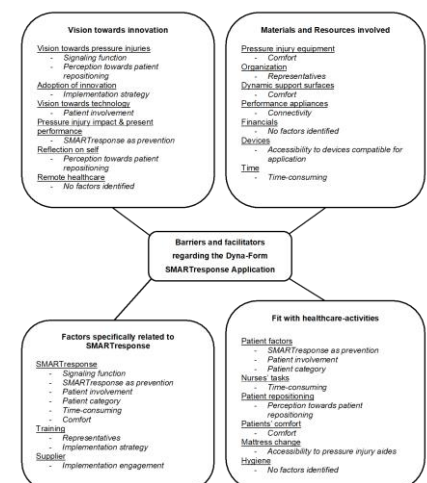 Vision towards innovation
Vision towards pressure injuries
- Signaling function
- Perception towards patient
repositioning
Adoption of innovation
- Implementation strategy
Vision towards technology
- Patient involvement
Pressure injury impact & present
performance
- SMARTresponse as prevention
Reflection on self
- Perception towards patient
repositioning
Remote healthcare
- No factors identified
Materials and Resources involved
Pressure injury equipment
- Comfort
Organization
- Representatives
Dynamic support surfaces
- Comfort
Performance appliances
- Connectivity
Financials
- No factors identified
Devices
- Accessibility to devices compatible for
application
Time
- Time-consuming
Barriers and facilitators
regarding the Dyna-Form
SMARTresponse Application
Factors specifically related to
SMARTresponse
SMARTresponse
- Signaling function
- SMARTresponse as prevention
- Patient involvement
- Patient category
- Time-consuming
- Comfort
Training
- Representatives
- Implementation strategy
Supplier
- Implementation engagement
Fit with healthcare-activities
Patient factors
- SMARTresponse as prevention
- Patient involvement
- Patient category
Nurses' tasks
- Time-consuming
Patient repositioning
- Perception towards patient
repositioning
Patients' comfort
- Comfort
Mattress change
- Accessibility to pressure injury aides
Hygiene
- No factors identified